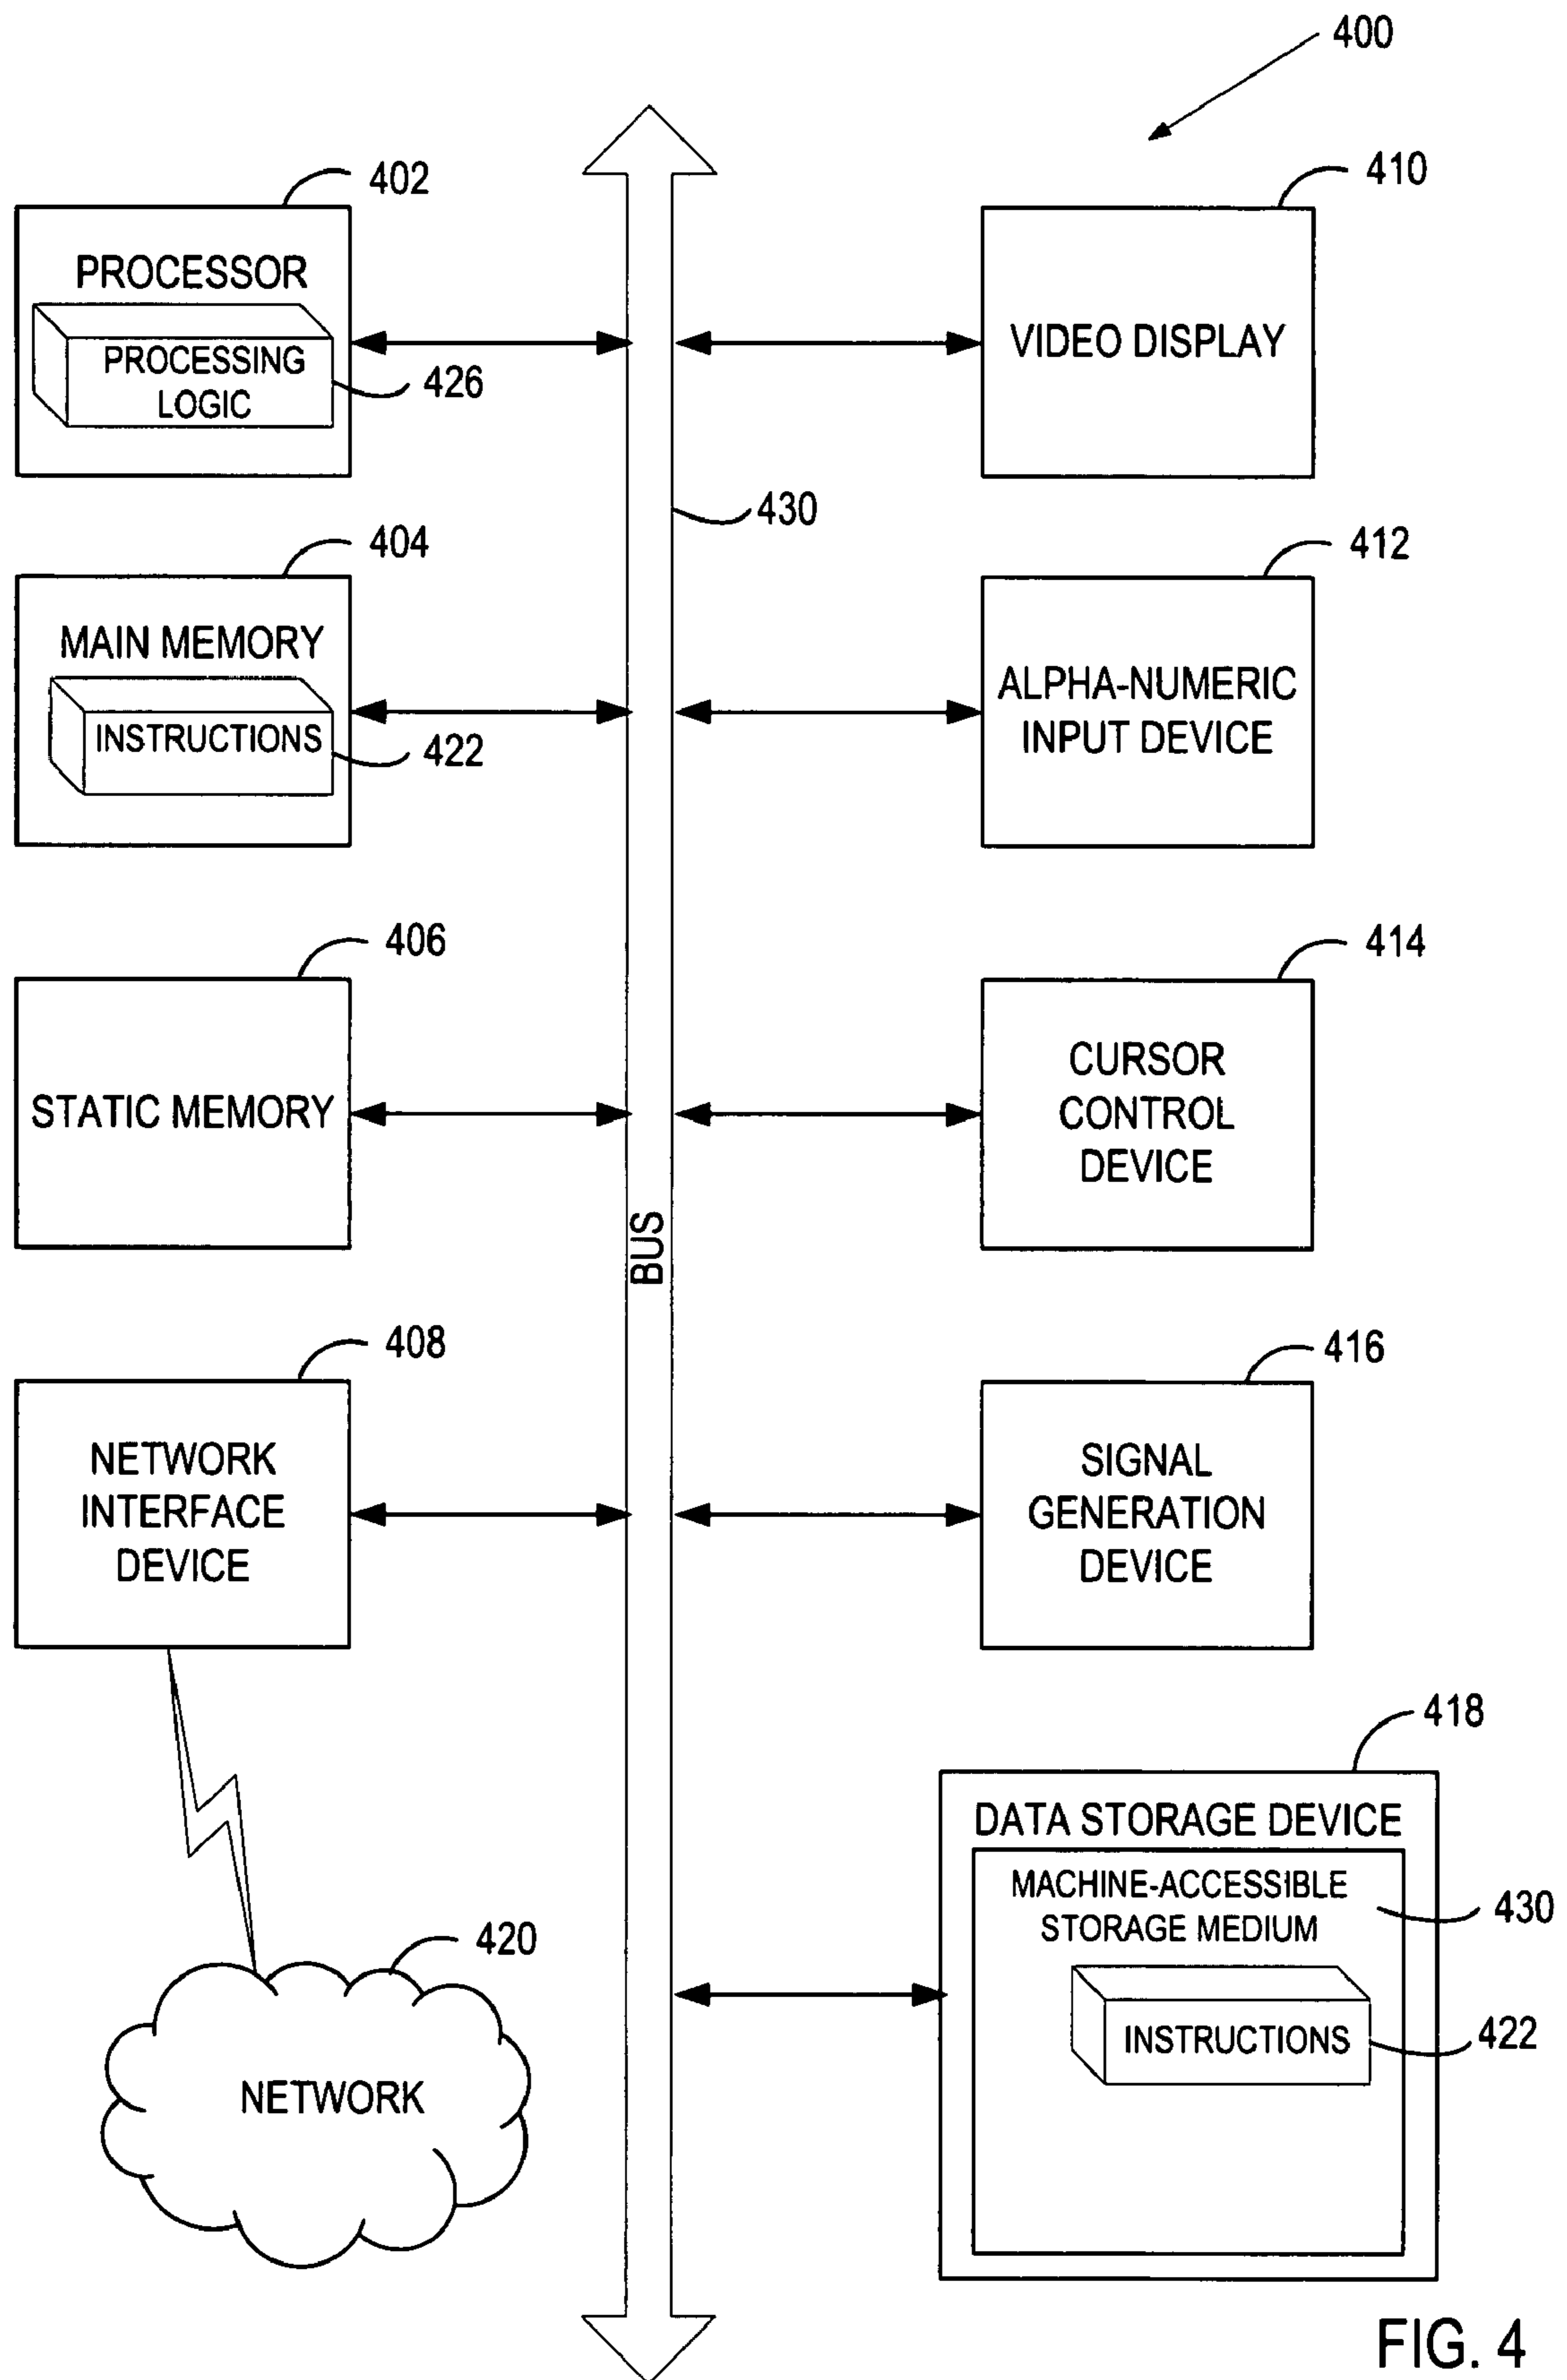 400
402
PROCESSOR
PROCESSING
LOGIC
426
410
VIDEO DISPLAY
430
404
MAIN MEMORY
INSTRUCTIONS
422
412
ALPHA-NUMERIC
INPUT DEVICE
406
STATIC MEMORY
414
CURSOR
CONTROL
DEVICE
BUS
408
NETWORK
INTERFACE
DEVICE
416
SIGNAL
GENERATION
DEVICE
418
DATA STORAGE DEVICE
MACHINE-ACCESSIBLE
STORAGE MEDIUM
430
INSTRUCTIONS
422
420
NETWORK
FIG. 4